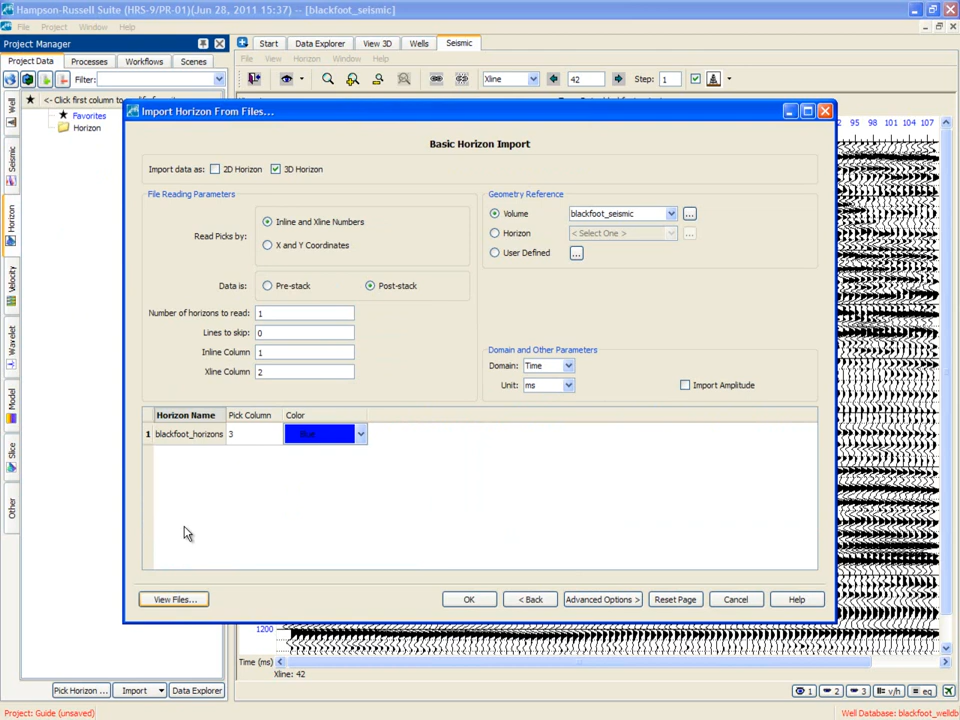 Hampson-Russell Suite (HRS-9/PR-01)(Jun 28, 2011 15:37) - [blackfoot_seismic]
File Project Window Help
Project Manager
Start Data Explorer View 3D Wells Seismic
Project Data Processes Workflows Scenes
File View Horizon Window Help
Filter:
Xline 42 Step: 1
<- Click first column to
Favorites
Horizon
Well
Seismic
Horizon
Velocity
Wavelet
Model
Slice
Other
Import Horizon From Files...
92 95 98 101 104 107
Basic Horizon Import
Import data as: 2D Horizon 3D Horizon
File Reading Parameters
Read Picks by:
Inline and Xline Numbers
X and Y Coordinates
Data is: Pre-stack Post-stack
Number of horizons to read: 1
Lines to skip: 0
Inline Column 1
Xline Column 2
Geometry Reference
Volume blackfoot_seismic ...
Horizon < Select One > ...
User Defined ...
Domain and Other Parameters
Domain: Time
Unit: ms Import Amplitude
Horizon Name Pick Column Color
1 blackfoot_horizons 3 Blue
View Files... OK < Back Advanced Options > Reset Page Cancel Help
1200
Time (ms)
Xline: 42
Pick Horizon ... Import Data Explorer
1 2 3 v/h eq
Guide (unsaved) Well Database: blackfoot_welldb